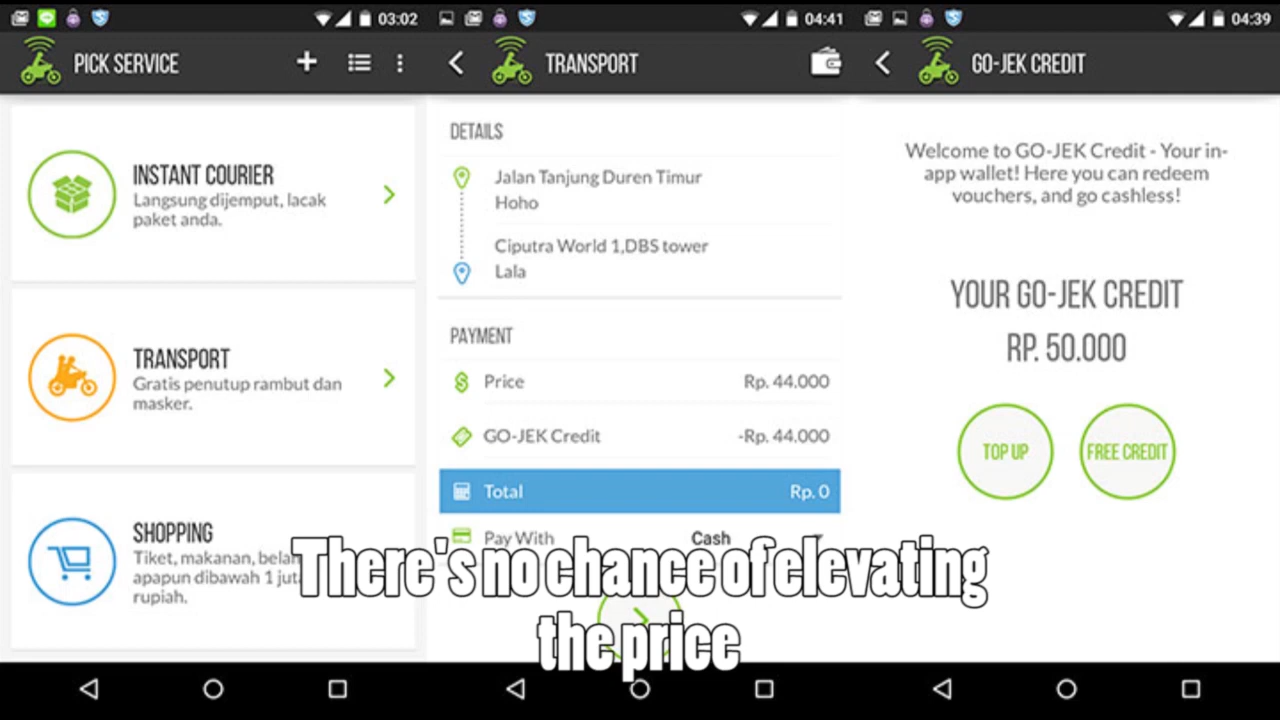 03:02
PICK SERVICE
INSTANT COURIER
Langsung dijemput, lacak
paket anda.
TRANSPORT
Gratis penutup rambut dan
masker.
SHOPPING
Tiket, makanan, belan
apapun dibawah 1 jut
rupiah.
04:41
TRANSPORT
DETAILS
Jalan Tanjung Duren Timur
Hoho
Ciputra World 1,DBS tower
Lala
PAYMENT
Price Rp. 44.000
GO-JEK Credit -Rp. 44.000
Total Rp. 0
Pay With Cash
04:39
GO-JEK CREDIT
Welcome to GO-JEK Credit - Your in-
app wallet! Here you can redeem
vouchers, and go cashless!
YOUR GO-JEK CREDIT
RP. 50.000
TOP UP FREE CREDIT
There's no chance of elevating
the price